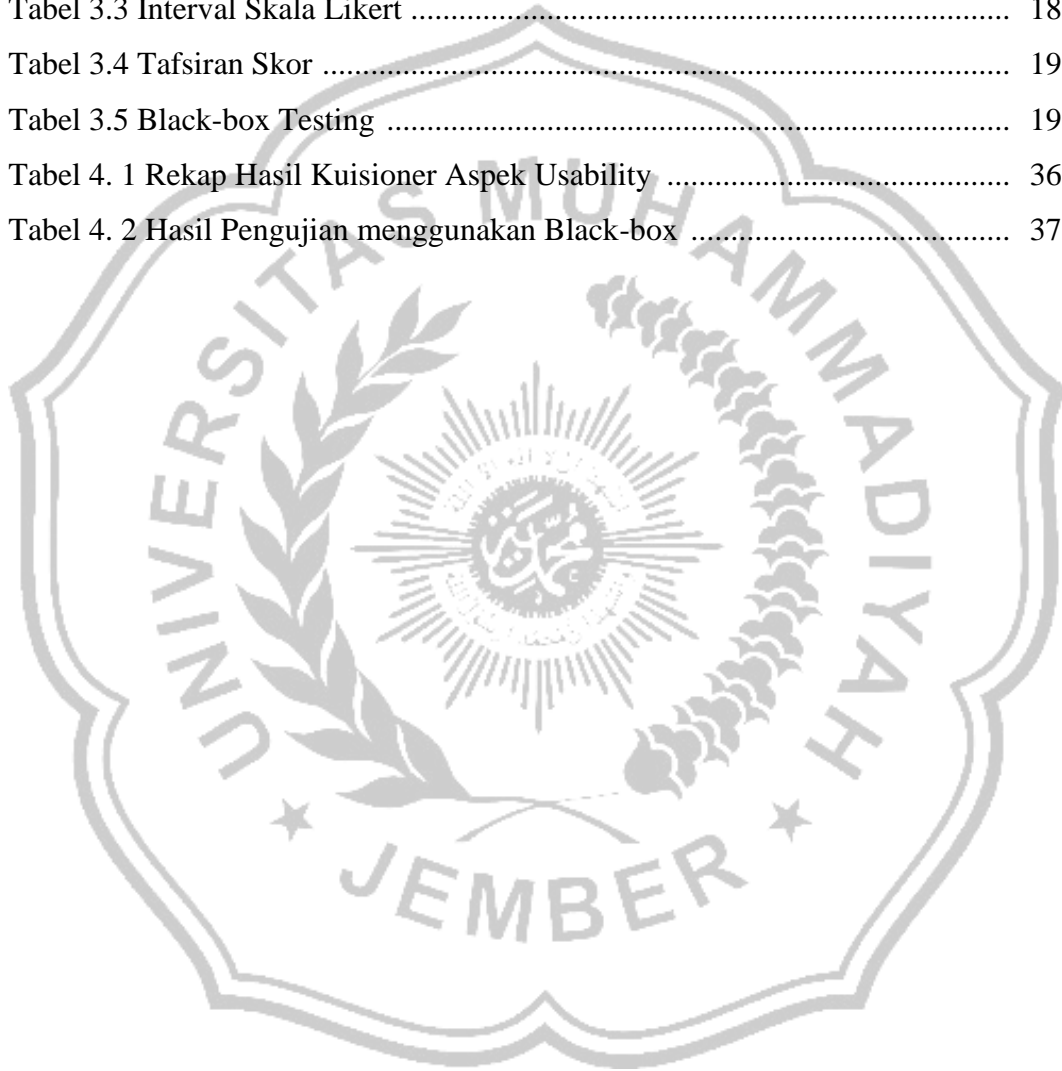 Tabel 3.3 Interval Skala Likert ........................................................................... 18
Tabel 3.4 Tafsiran Skor ...................................................................................... 19
Tabel 3.5 Black-box Testing .............................................................................. 19
Tabel 4. 1 Rekap Hasil Kuisioner Aspek Usability ........................................... 36
Tabel 4. 2 Hasil Pengujian menggunakan Black-box ........................................ 37
UNIVERSITAS MUHAMMADIYAH
JEMBER